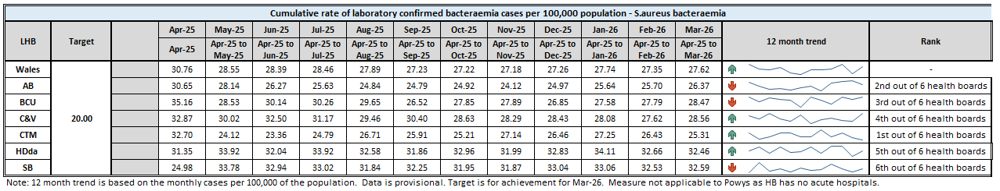 Cumulative rate of laboratory confirmed bacteraemia cases per 100,000 population - S.aureus bacteraemia
LHB Target Apr-25 May-25 Jun-25 Jul-25 Aug-25 Sep-25 Oct-25 Nov-25 Dec-25 Jan-26 Feb-26 Mar-26 12 month trend Rank
Apr-25 Apr-25 to May-25 Apr-25 to Jun-25 Apr-25 to Jul-25 Apr-25 to Aug-25 Apr-25 to Sep-25 Apr-25 to Oct-25 Apr-25 to Nov-25 Apr-25 to Dec-25 Apr-25 to Jan-26 Apr-25 to Feb-26 Apr-25 to Mar-26
Wales 30.76 28.55 28.39 28.46 27.89 27.23 27.22 27.18 27.26 27.74 27.35 27.62 -
AB 30.65 28.14 26.27 25.63 24.84 24.79 24.92 24.12 24.97 25.64 25.70 26.37 2nd out of 6 health boards
BCU 35.16 28.53 30.14 30.26 29.65 26.52 27.85 27.89 26.85 27.58 27.79 28.47 3rd out of 6 health boards
C&V 20.00 32.87 30.02 32.50 31.17 29.46 30.40 28.63 28.29 28.43 28.08 27.62 28.56 4th out of 6 health boards
CTM 32.70 24.12 23.36 24.79 26.71 25.91 25.21 27.14 26.46 27.25 26.43 25.31 1st out of 6 health boards
HDda 31.35 33.92 32.04 33.92 32.58 31.86 32.96 31.99 32.83 34.11 32.66 32.46 5th out of 6 health boards
SB 24.98 33.78 32.94 33.02 31.84 32.25 31.95 31.87 33.04 33.06 32.53 32.59 6th out of 6 health boards
Note: 12 month trend is based on the monthly cases per 100,000 of the population. Data is provisional. Target is for achievement for Mar-26. Measure not applicable to Powys as HB has no acute hospitals.